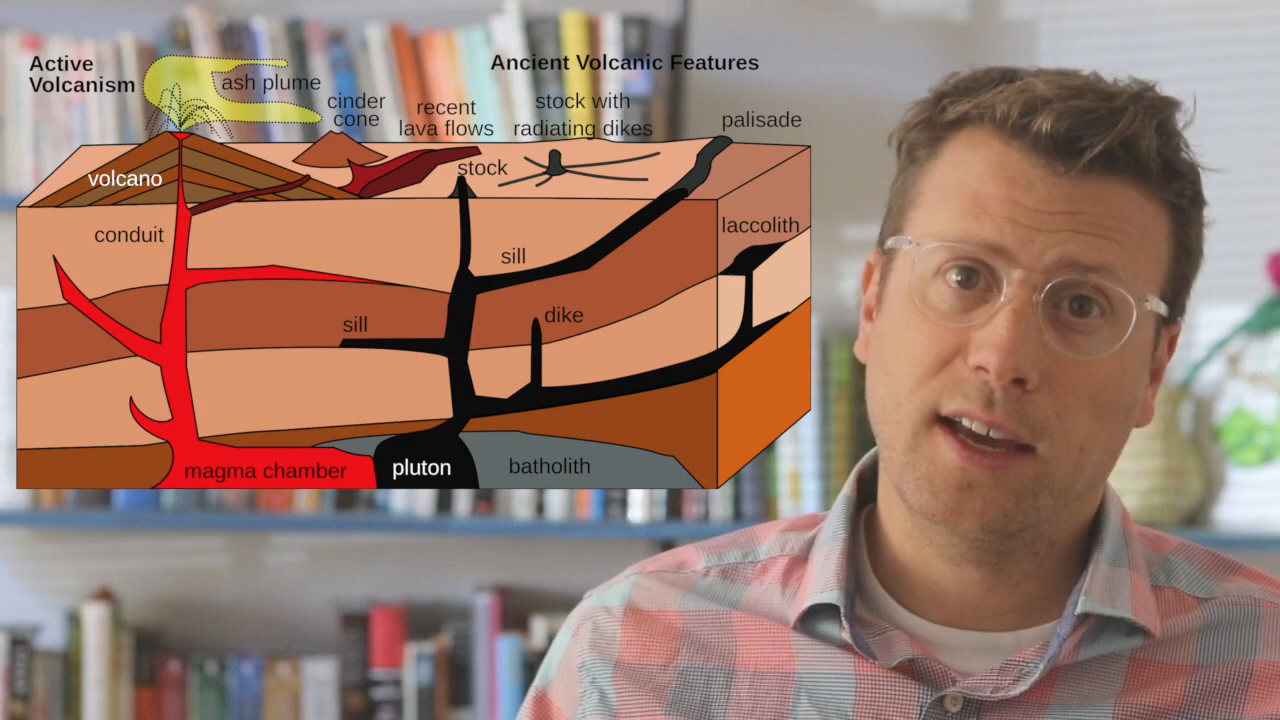 Active
Volcanism
Ancient Volcanic Features
ash plume
cinder
cone
recent
lava flows
stock with
radiating dikes
palisade
volcano
stock
conduit
laccolith
sill
sill
dike
magma chamber
pluton
batholith